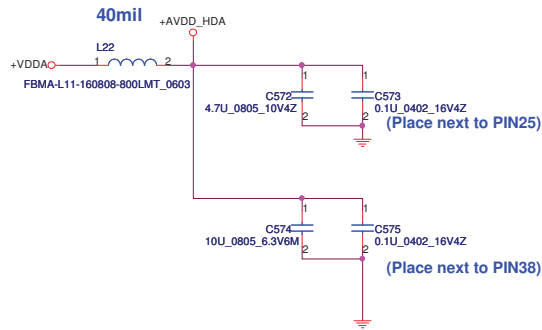 40mil
+AVDD_HDA
L22
+VDDA
1
2
FBMA-L11-160808-800LMT_0603
1
1
C572
C573
4.7U_0805_10V4Z
0.1U_0402_16V4Z
2
2
(Place next to PIN25)
1
1
C574
C575
10U_0805_6.3V6M
0.1U_0402_16V4Z
2
2
(Place next to PIN38)